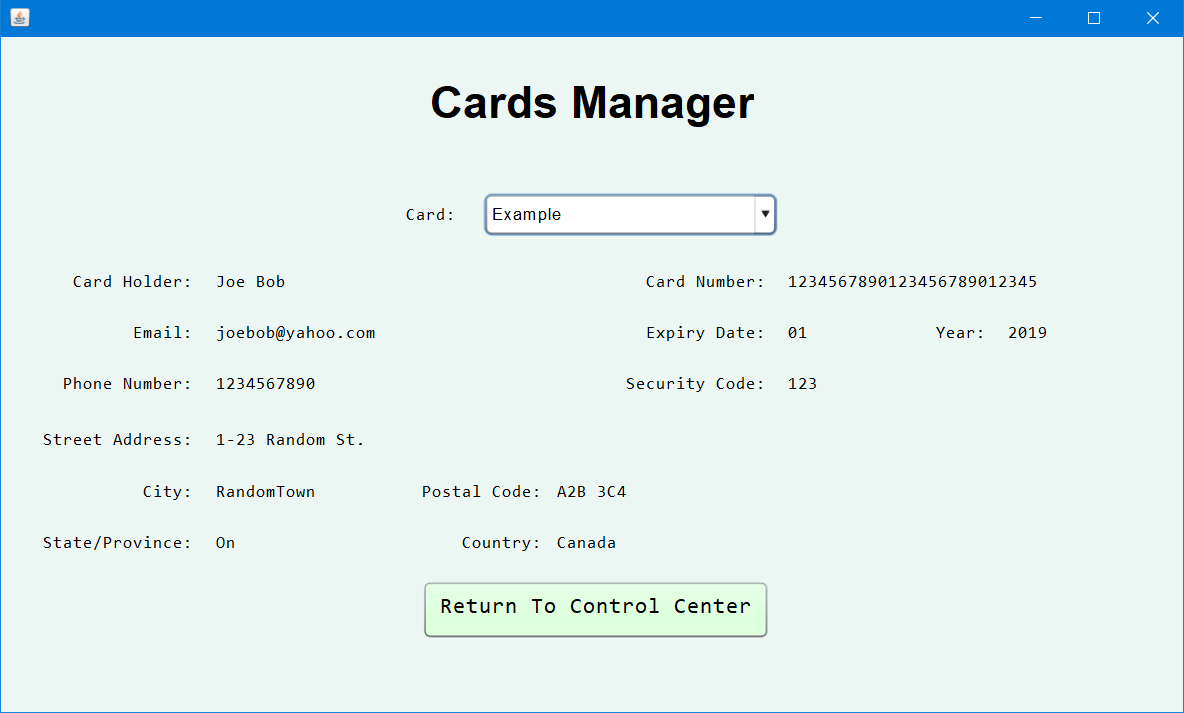 Cards Manager
Card: Example
Card Holder: Joe Bob Card Number: 1234567890123456789012345
Email: joebob@yahoo.com Expiry Date: 01 Year: 2019
Phone Number: 1234567890 Security Code: 123
Street Address: 1-23 Random St.
City: RandomTown Postal Code: A2B 3C4
State/Province: On Country: Canada
Return To Control Center